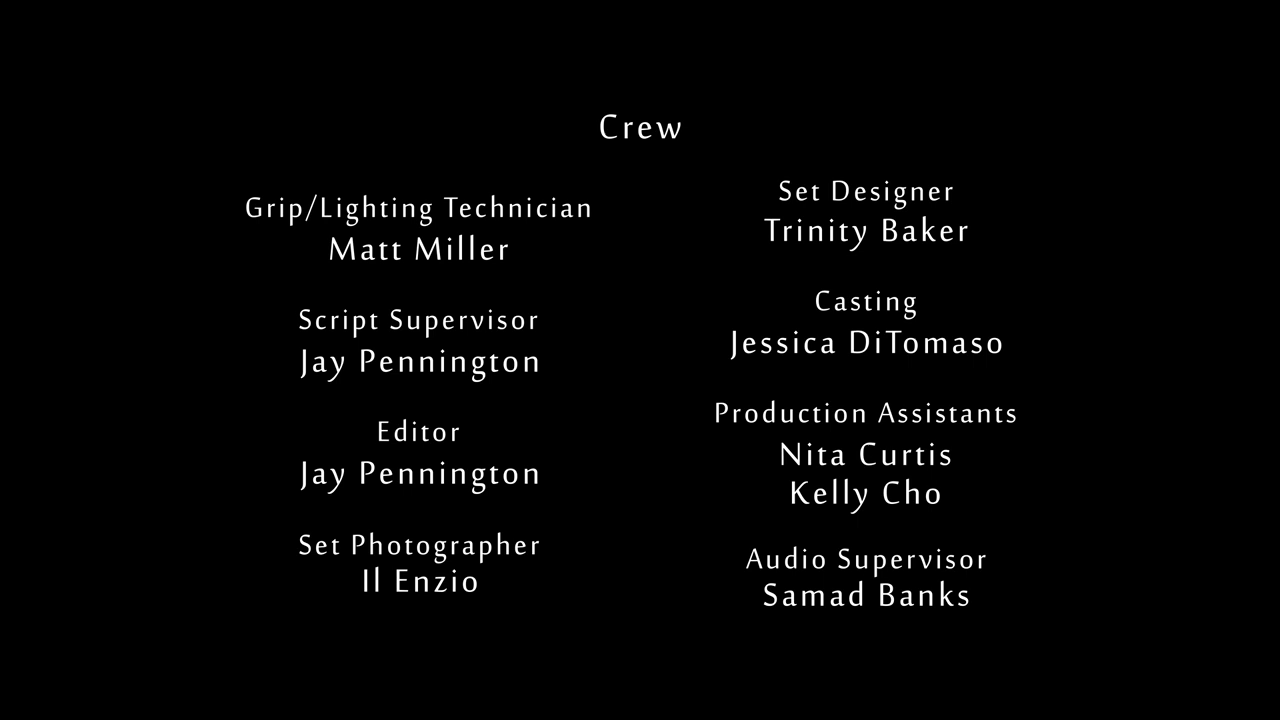 Crew
Grip/Lighting Technician
Matt Miller
Script Supervisor
Jay Pennington
Editor
Jay Pennington
Set Photographer
Il Enzio
Set Designer
Trinity Baker
Casting
Jessica DiTomaso
Production Assistants
Nita Curtis
Kelly Cho
Audio Supervisor
Samad Banks